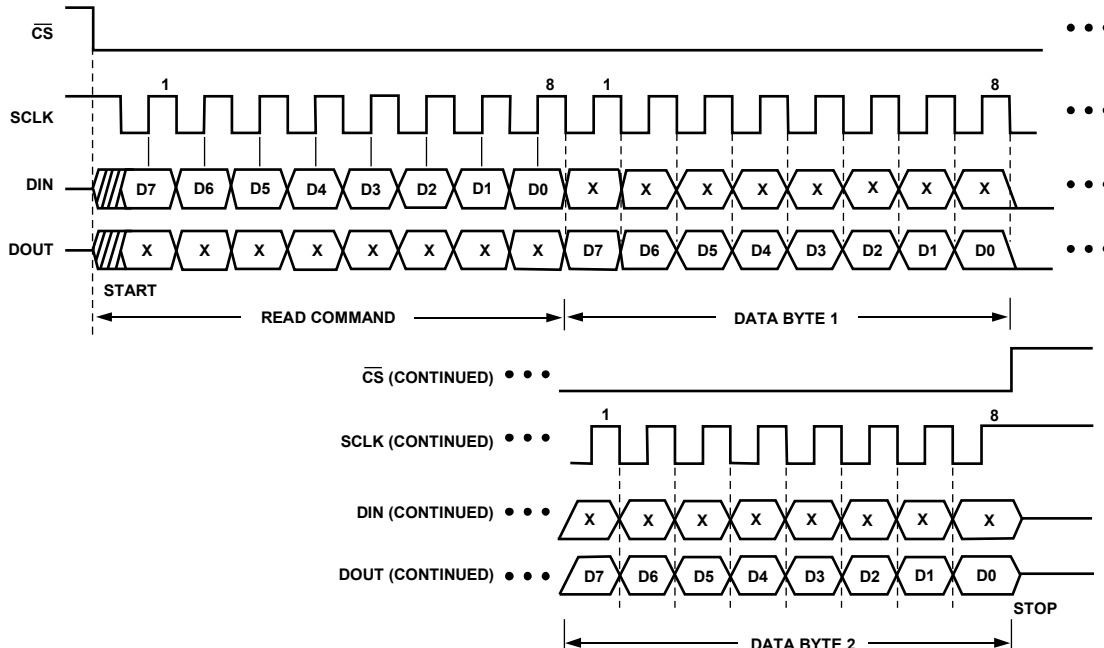 CS
1 8 1 8
SCLK
DIN D7 D6 D5 D4 D3 D2 D1 D0 X X X X X X X X
DOUT X X X X X X X X D7 D6 D5 D4 D3 D2 D1 D0
START
READ COMMAND DATA BYTE 1
CS (CONTINUED)
1 8
SCLK (CONTINUED)
DIN (CONTINUED) X X X X X X X X
DOUT (CONTINUED) D7 D6 D5 D4 D3 D2 D1 D0
STOP
DATA BYTE 2